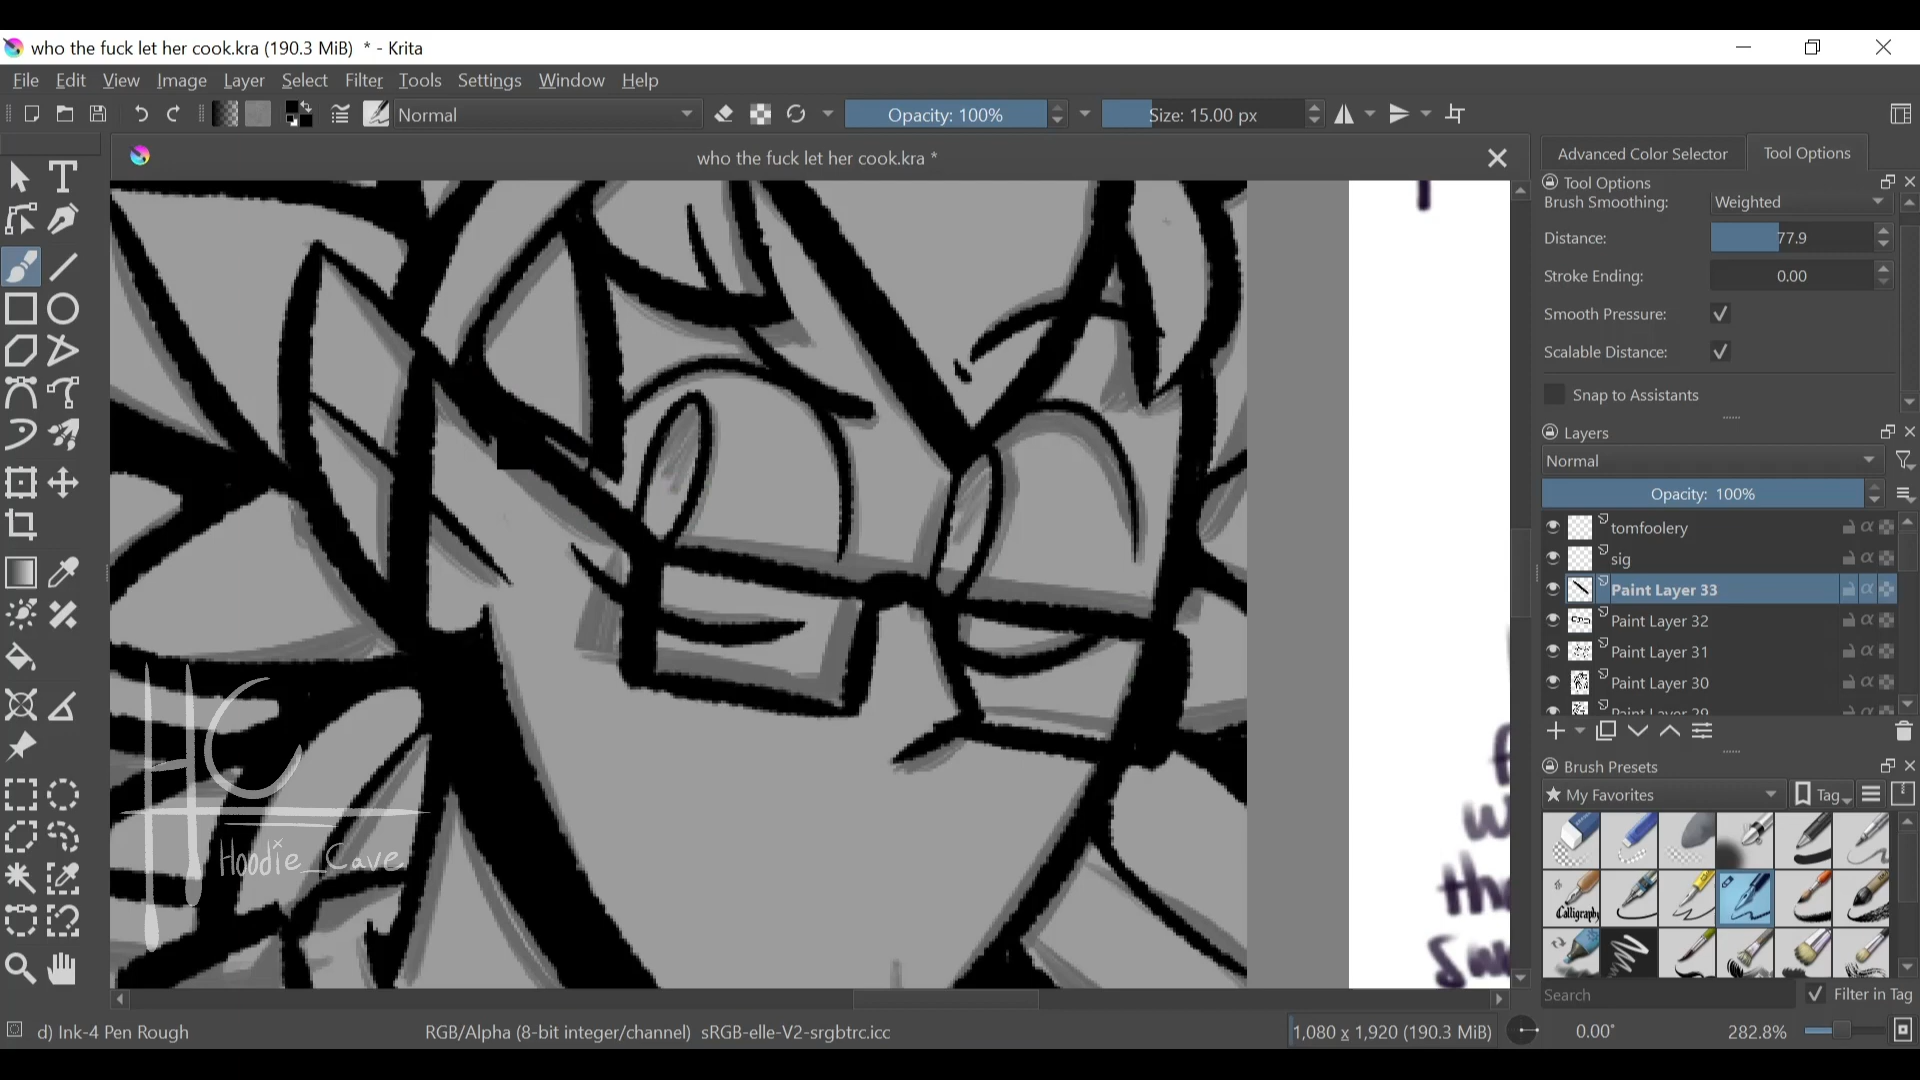 who the fuck let her cook.kra (190.3 MiB) * - Krita
File Edit View Image Layer Select Filter Tools Settings Window Help
Normal Opacity: 100% Size: 15.00 px
who the fuck let her cook.kra *
Advanced Color Selector Tool Options
Tool Options
Brush Smoothing: Weighted
Distance: 77.9
Stroke Ending: 0.00
Smooth Pressure:
Scalable Distance:
Snap to Assistants
Layers
Normal
Opacity: 100%
tomfoolery
sig
Paint Layer 33
Paint Layer 32
Paint Layer 31
Paint Layer 30
Paint Layer 29
Brush Presets
My Favorites Tag
Calligraphy
Search Filter in Tag
HC
Hoodie_Cave
d) Ink-4 Pen Rough RGB/Alpha (8-bit integer/channel) sRGB-elle-V2-srgbtrc.icc 1,080 x 1,920 (190.3 MiB) 0.00° 282.8%